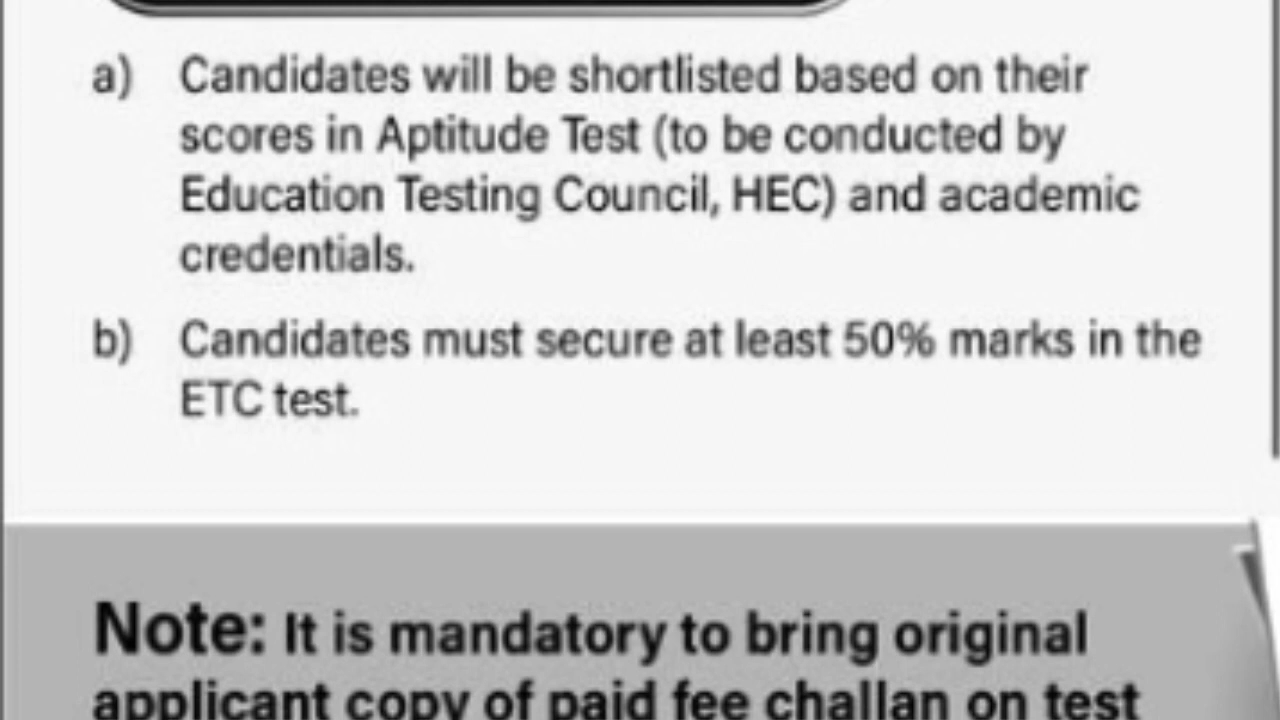 a) Candidates will be shortlisted based on their
scores in Aptitude Test (to be conducted by
Education Testing Council, HEC) and academic
credentials.
b) Candidates must secure at least 50% marks in the
ETC test.
Note: It is mandatory to bring original
applicant copy of paid fee challan on test